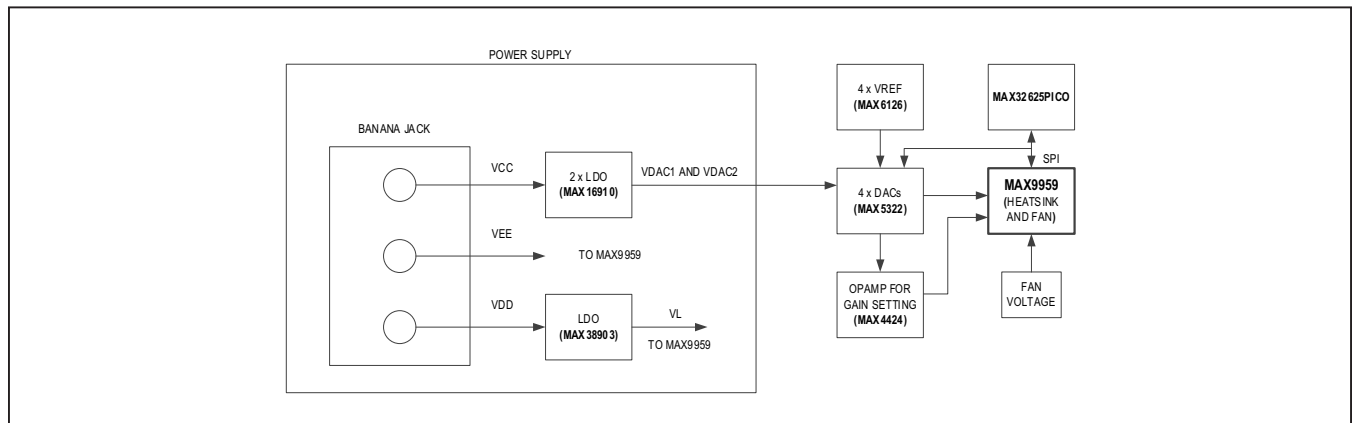 POWER SUPPLY
BANANA JACK
VCC
2 x LDO
(MAX16910)
VDAC1 AND VDAC2
VEE
TO MAX9959
VDD
LDO
(MAX38903)
VL
TO MAX9959
4 x VREF
(MAX6126)
MAX32625PICO
SPI
4 x DACs
(MAX5322)
MAX9959
(HEATSINK
AND FAN)
OPAMP FOR
GAIN SETTING
(MAX4424)
FAN
VOLTAGE